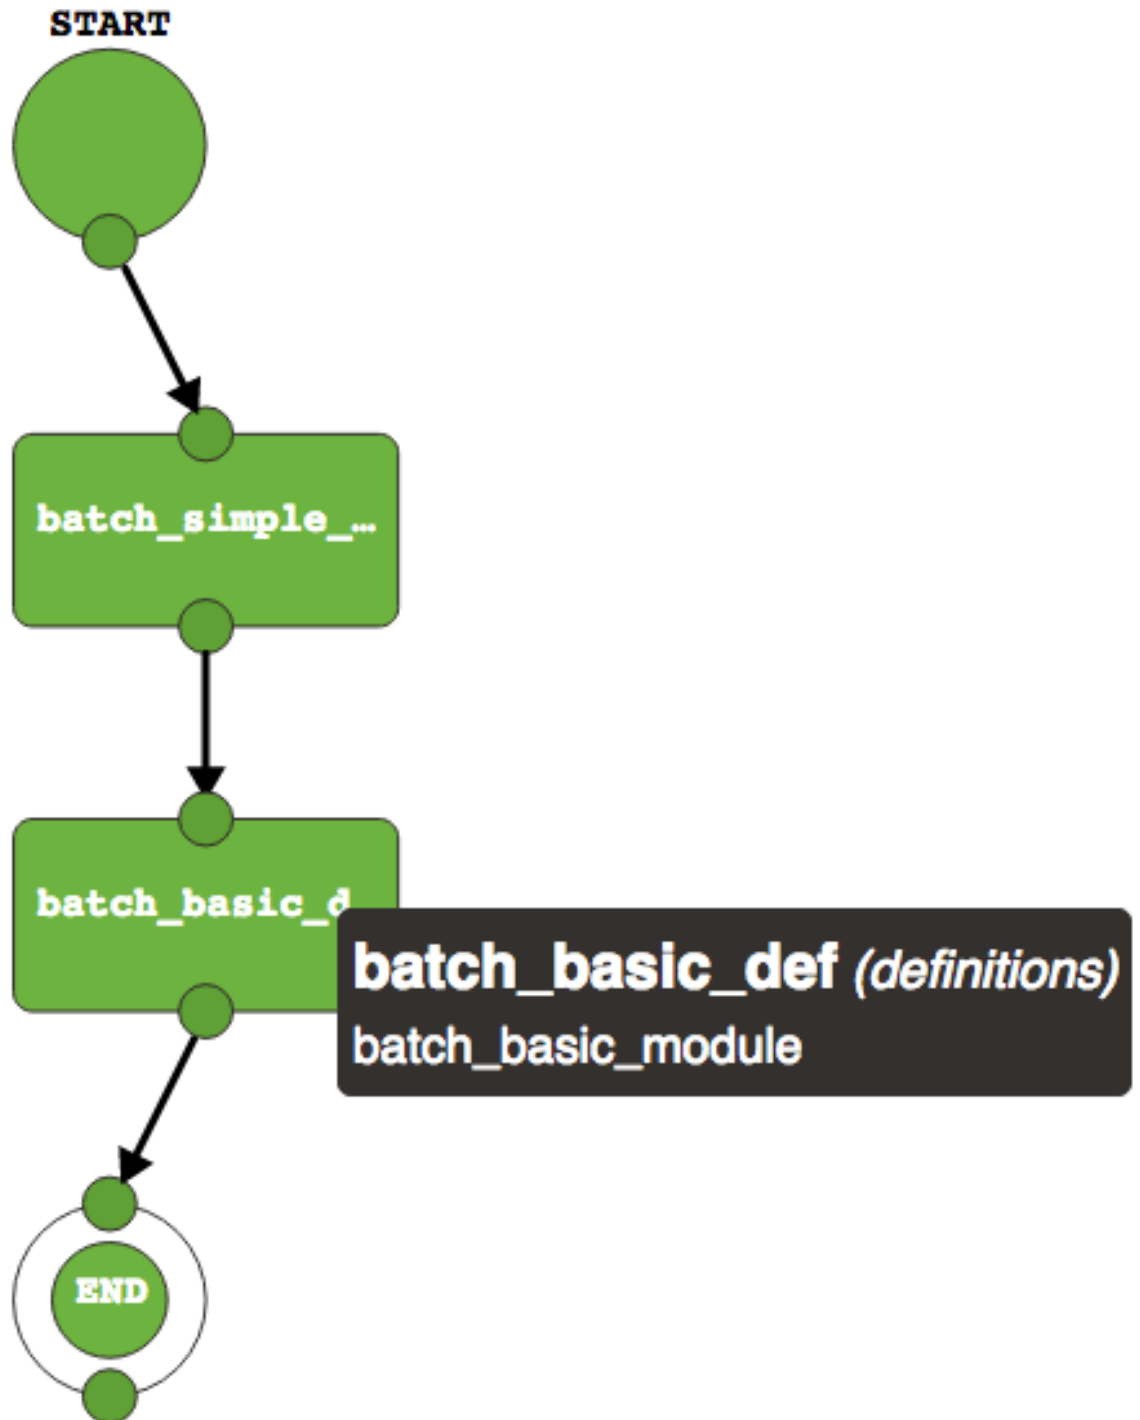 START
batch_simple_…
batch_basic_d
batch_basic_def (definitions)
batch_basic_module
END